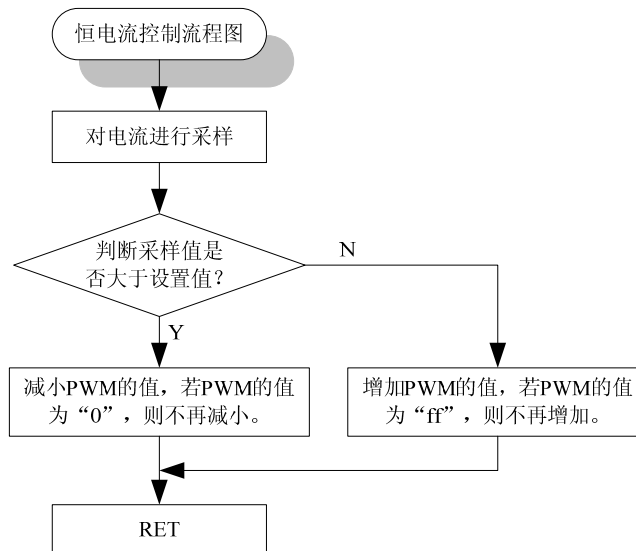 恒电流控制流程图
对电流进行采样
判断采样值是
否大于设置值？
N
Y
减小PWM的值，若PWM的值
为“0”，则不再减小。
增加PWM的值，若PWM的值
为“ff”，则不再增加。
RET